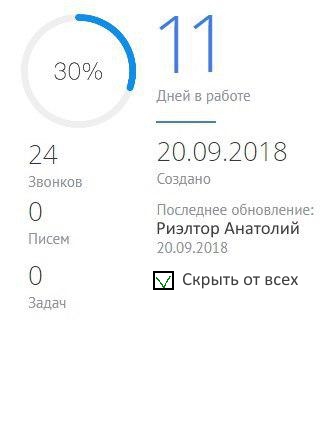 30%
11
Дней в работе
24
Звонков
20.09.2018
Создано
0
Писем
Последнее обновление:
Риэлтор Анатолий
20.09.2018
0
Задач
Скрыть от всех